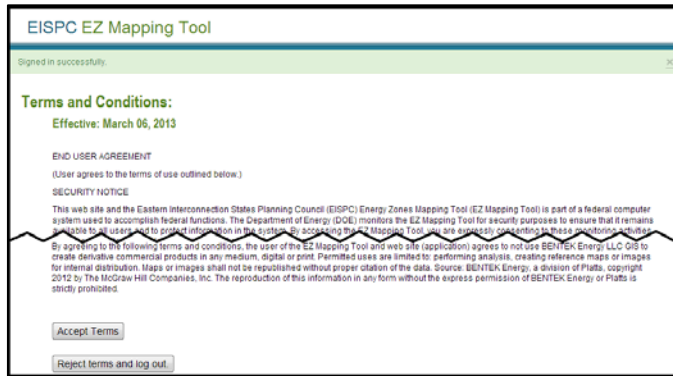 EISPC EZ Mapping Tool
Signed in successfully.
Terms and Conditions:
Effective: March 06, 2013
END USER AGREEMENT
(User agrees to the terms of use outlined below.)
SECURITY NOTICE
This web site and the Eastern Interconnection States Planning Council (EISPC) Energy Zones Mapping Tool (EZ Mapping Tool) is part of a federal computer
system used to accomplish federal functions. The Department of Energy (DOE) monitors the EZ Mapping Tool for security purposes to ensure that it remains
available to all users and to protect information in the system. By accessing the EZ Mapping Tool, you are expressly consenting to these monitoring activities.
By agreeing to the following terms and conditions, the user of the EZ Mapping Tool and web site (application) agrees to not use BENTEK Energy LLC GIS to
create derivative commercial products in any medium, digital or print. Permitted uses are limited to: performing analysis, creating reference maps or images
for internal distribution. Maps or images shall not be republished without proper citation of the data. Source: BENTEK Energy, a division of Platts, copyright
2012 by The McGraw Hill Companies, Inc. The reproduction of this information in any form without the express permission of BENTEK Energy or Platts is
strictly prohibited.
Accept Terms
Reject terms and log out.